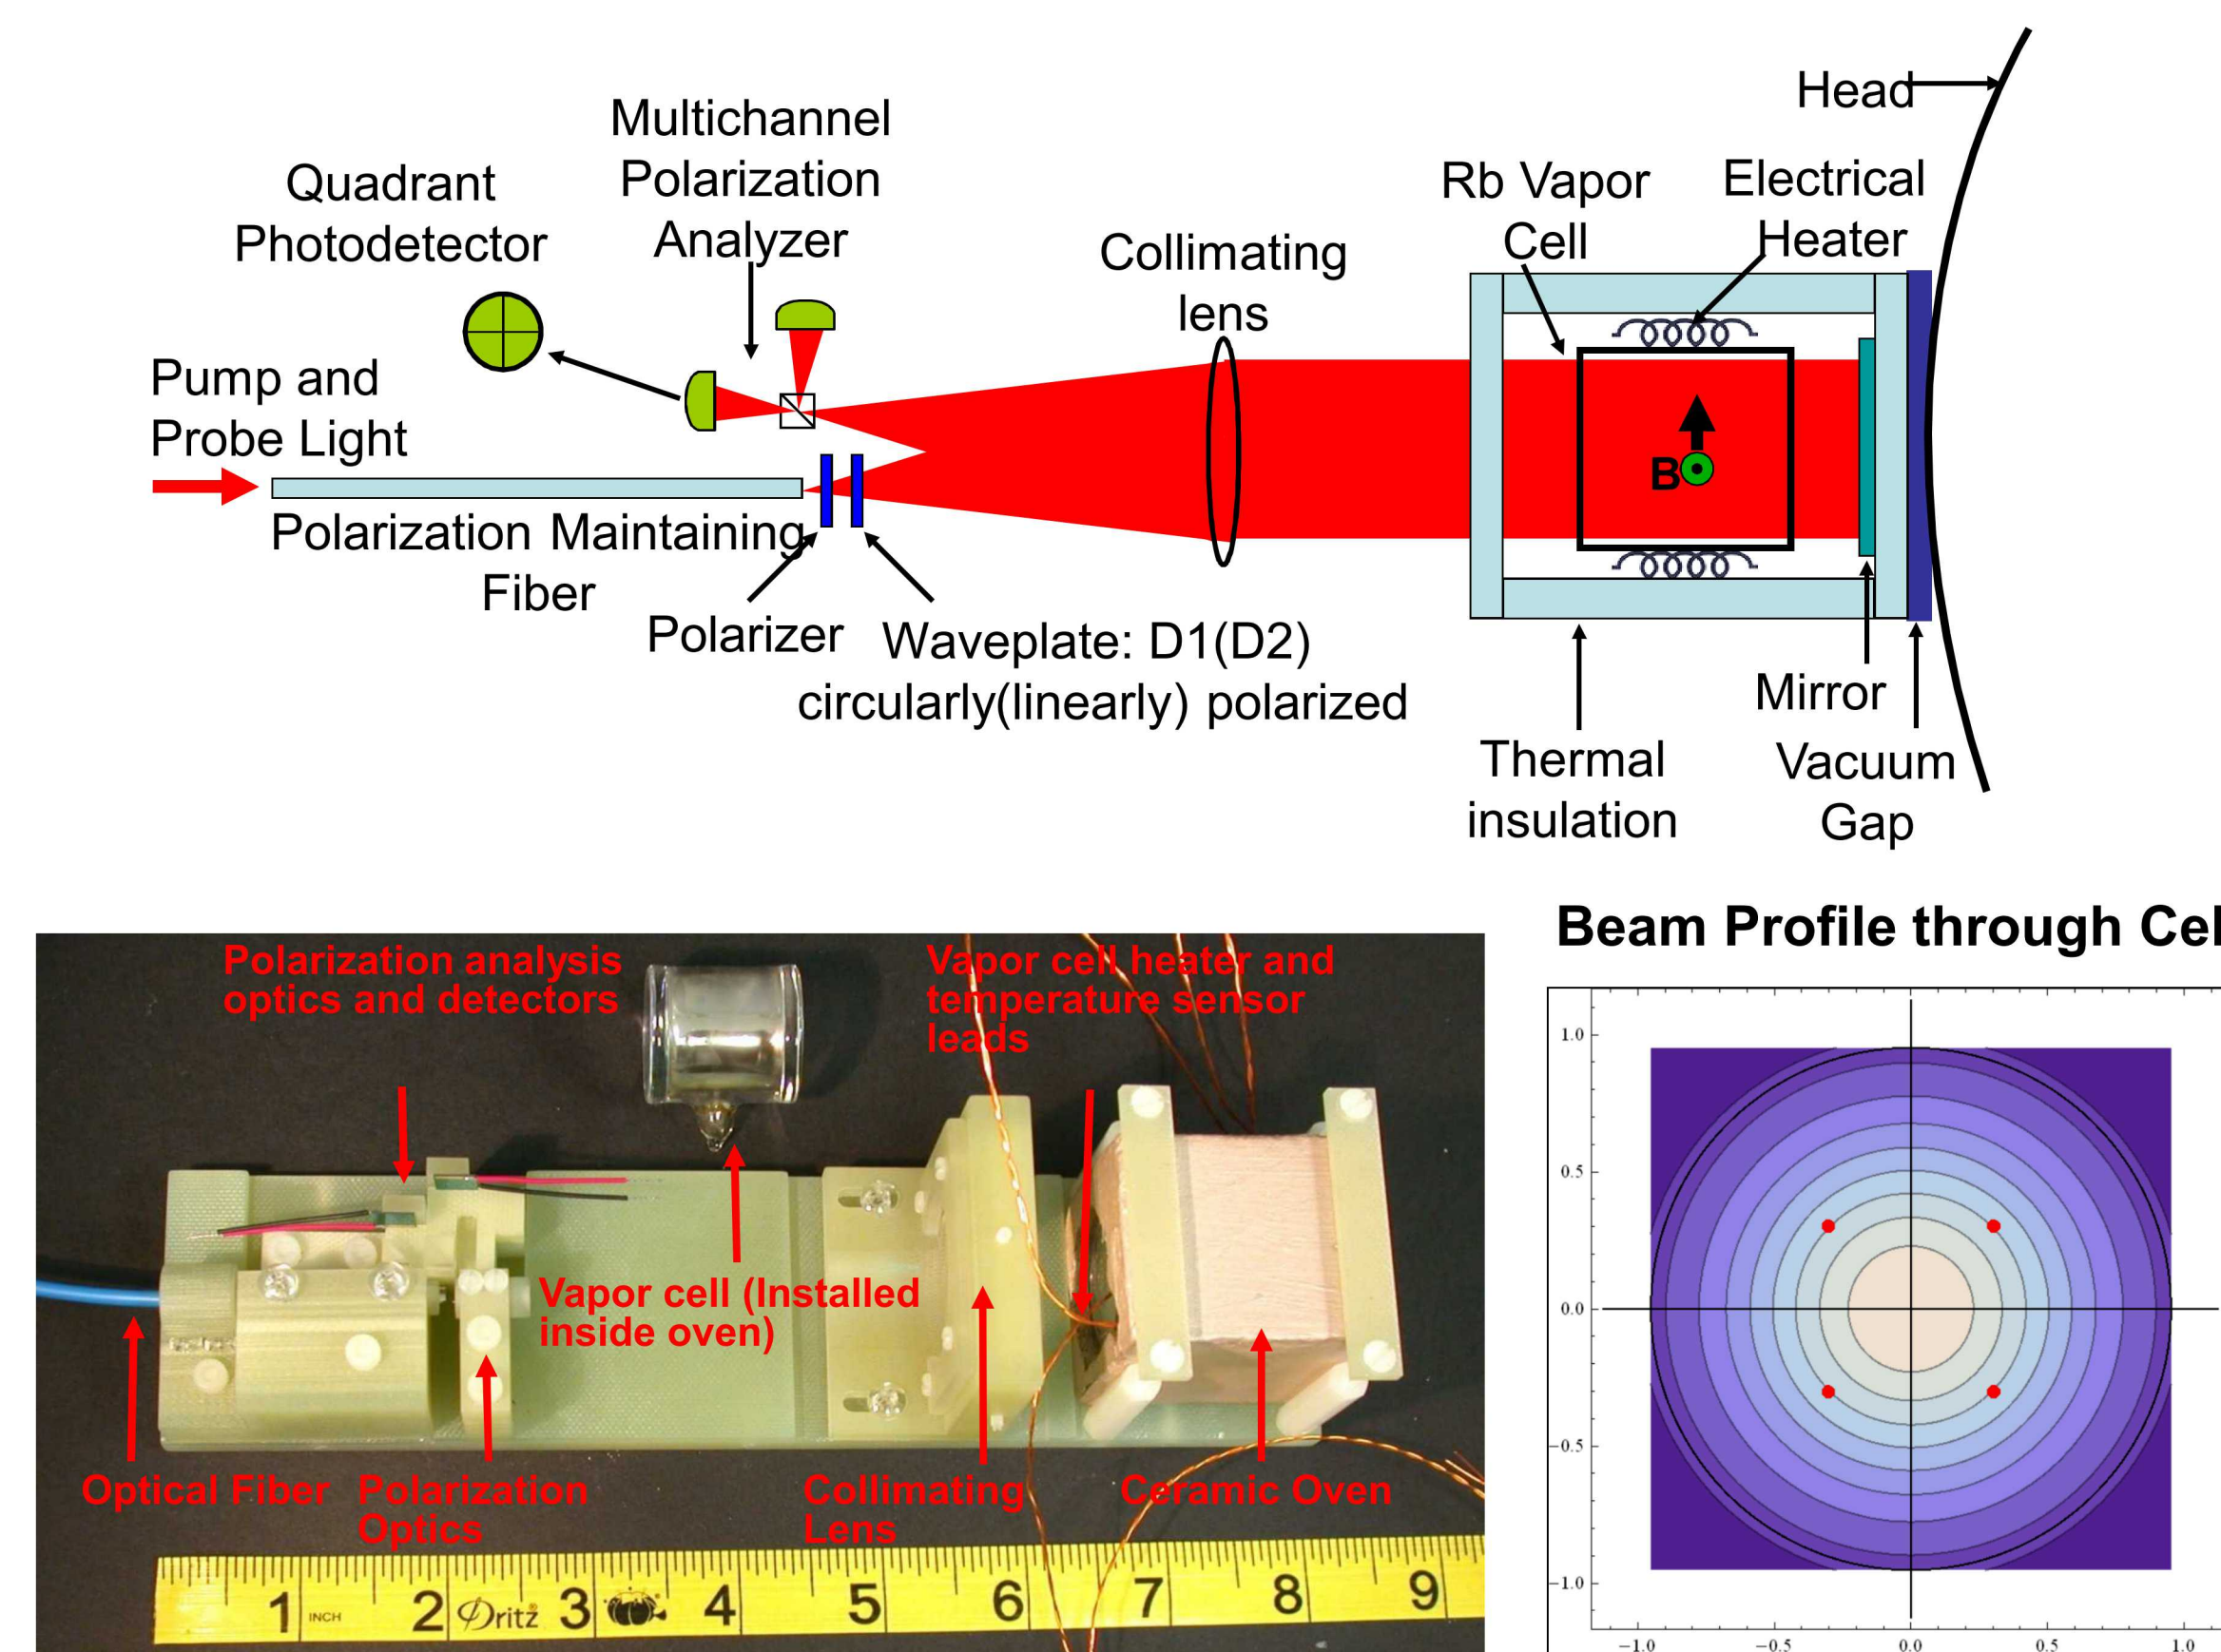 Head
Multichannel
Polarization
Analyzer
Quadrant
Photodetector
Rb Vapor
Cell
Electrical
Heater
Collimating
lens
Pump and
Probe Light
B
Polarization Maintaining
Fiber
Polarizer
Waveplate: D1(D2)
circularly(linearly) polarized
Mirror
Thermal
insulation
Vacuum
Gap
Polarization analysis
optics and detectors
Vapor cell heater and
temperature sensor
leads
Vapor cell (Installed
inside oven)
Optical Fiber
Polarization
Optics
Collimating
Lens
Ceramic Oven
1 INCH 2 Dritz® 3 4 5 6 7 8 9
Beam Profile through Cel
1.0
0.5
0.0
-0.5
-1.0
-1.0 -0.5 0.0 0.5 1.0